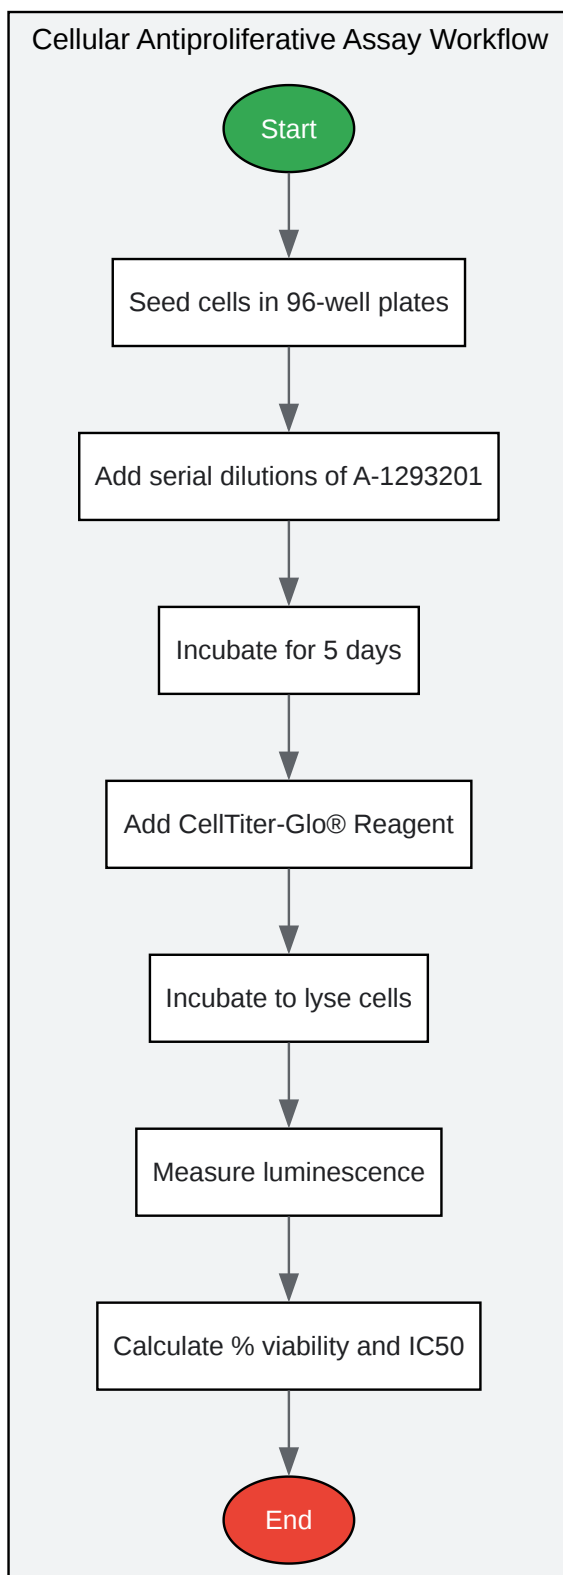 Cellular Antiproliferative Assay Workflow
Start
Seed cells in 96-well plates
Add serial dilutions of A-1293201
Incubate for 5 days
Add CellTiter-Glo® Reagent
Incubate to lyse cells
Measure luminescence
Calculate % viability and IC50
End